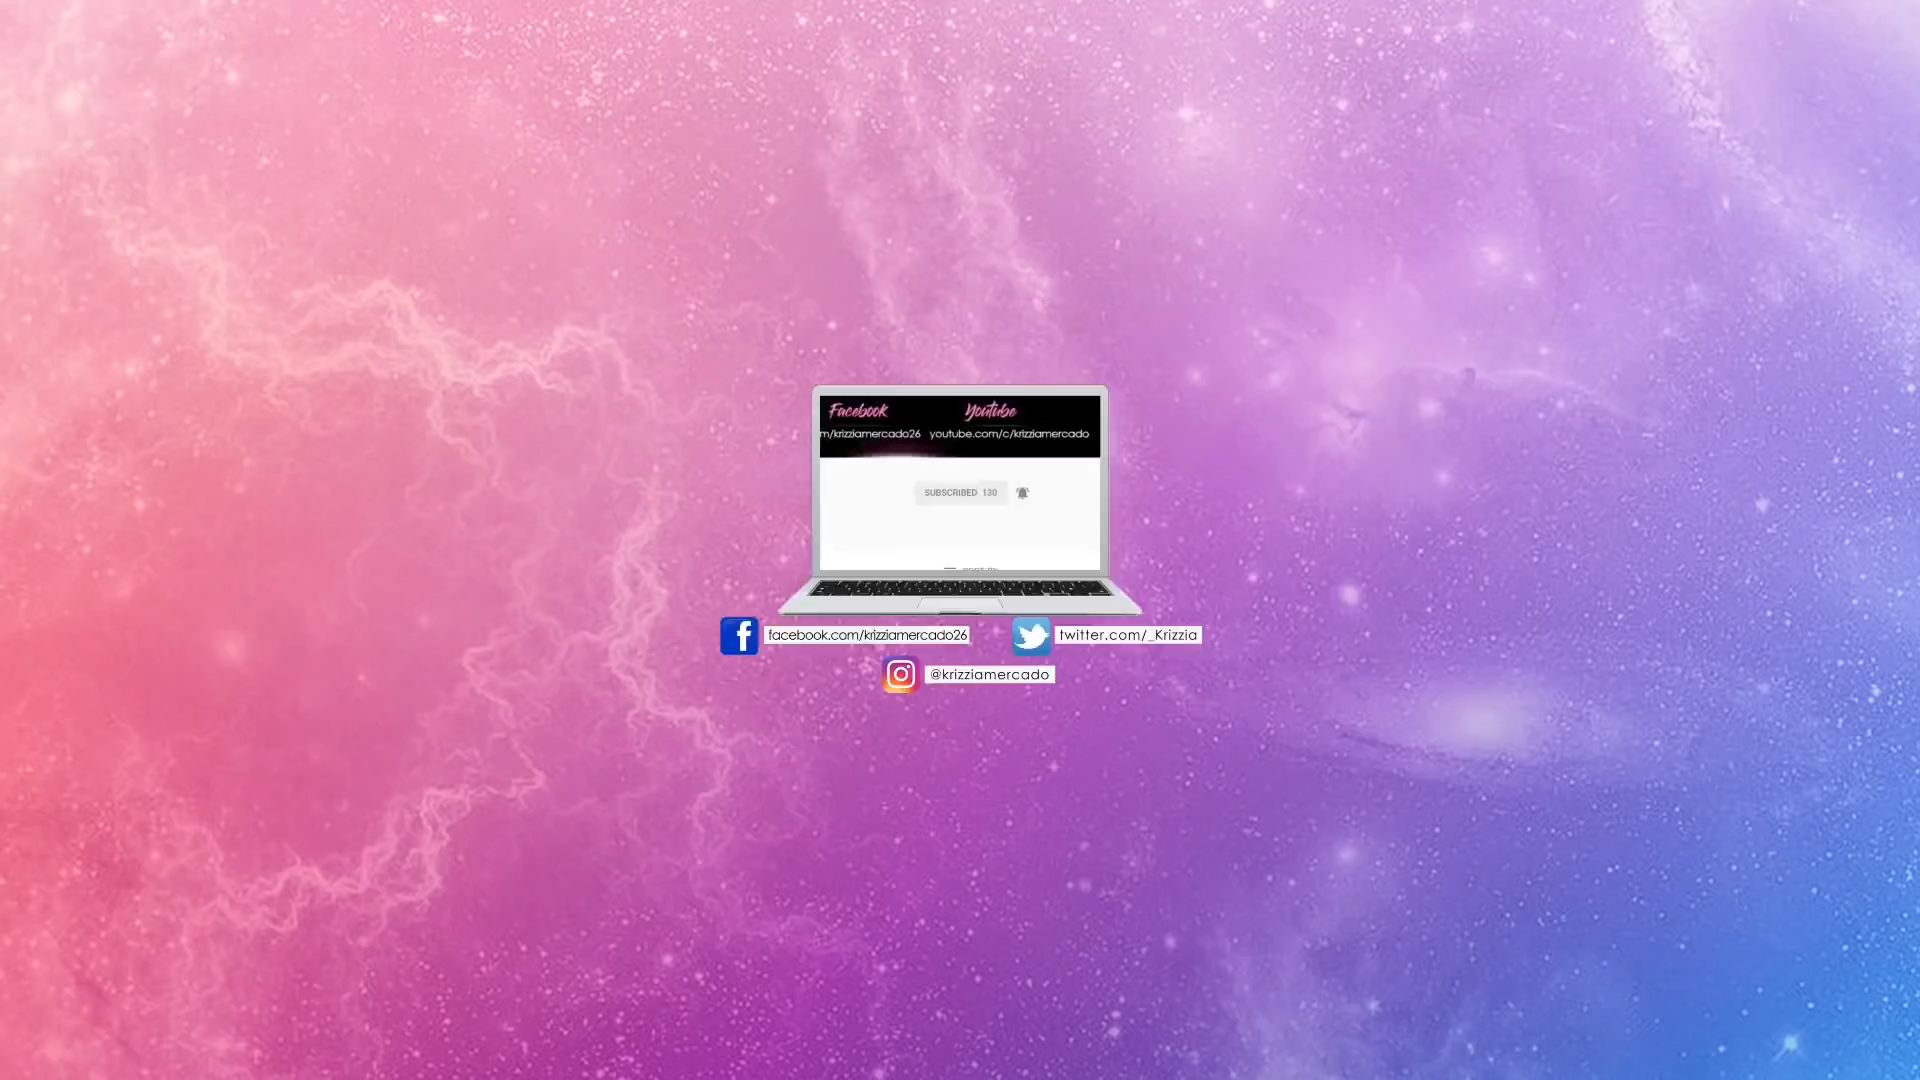 Facebook Youtube
m/krizziamercado26 youtube.com/c/krizziamercado
SUBSCRIBED 130
facebook.com/krizziamercado26 twitter.com/_Krizzia
@krizziamercado